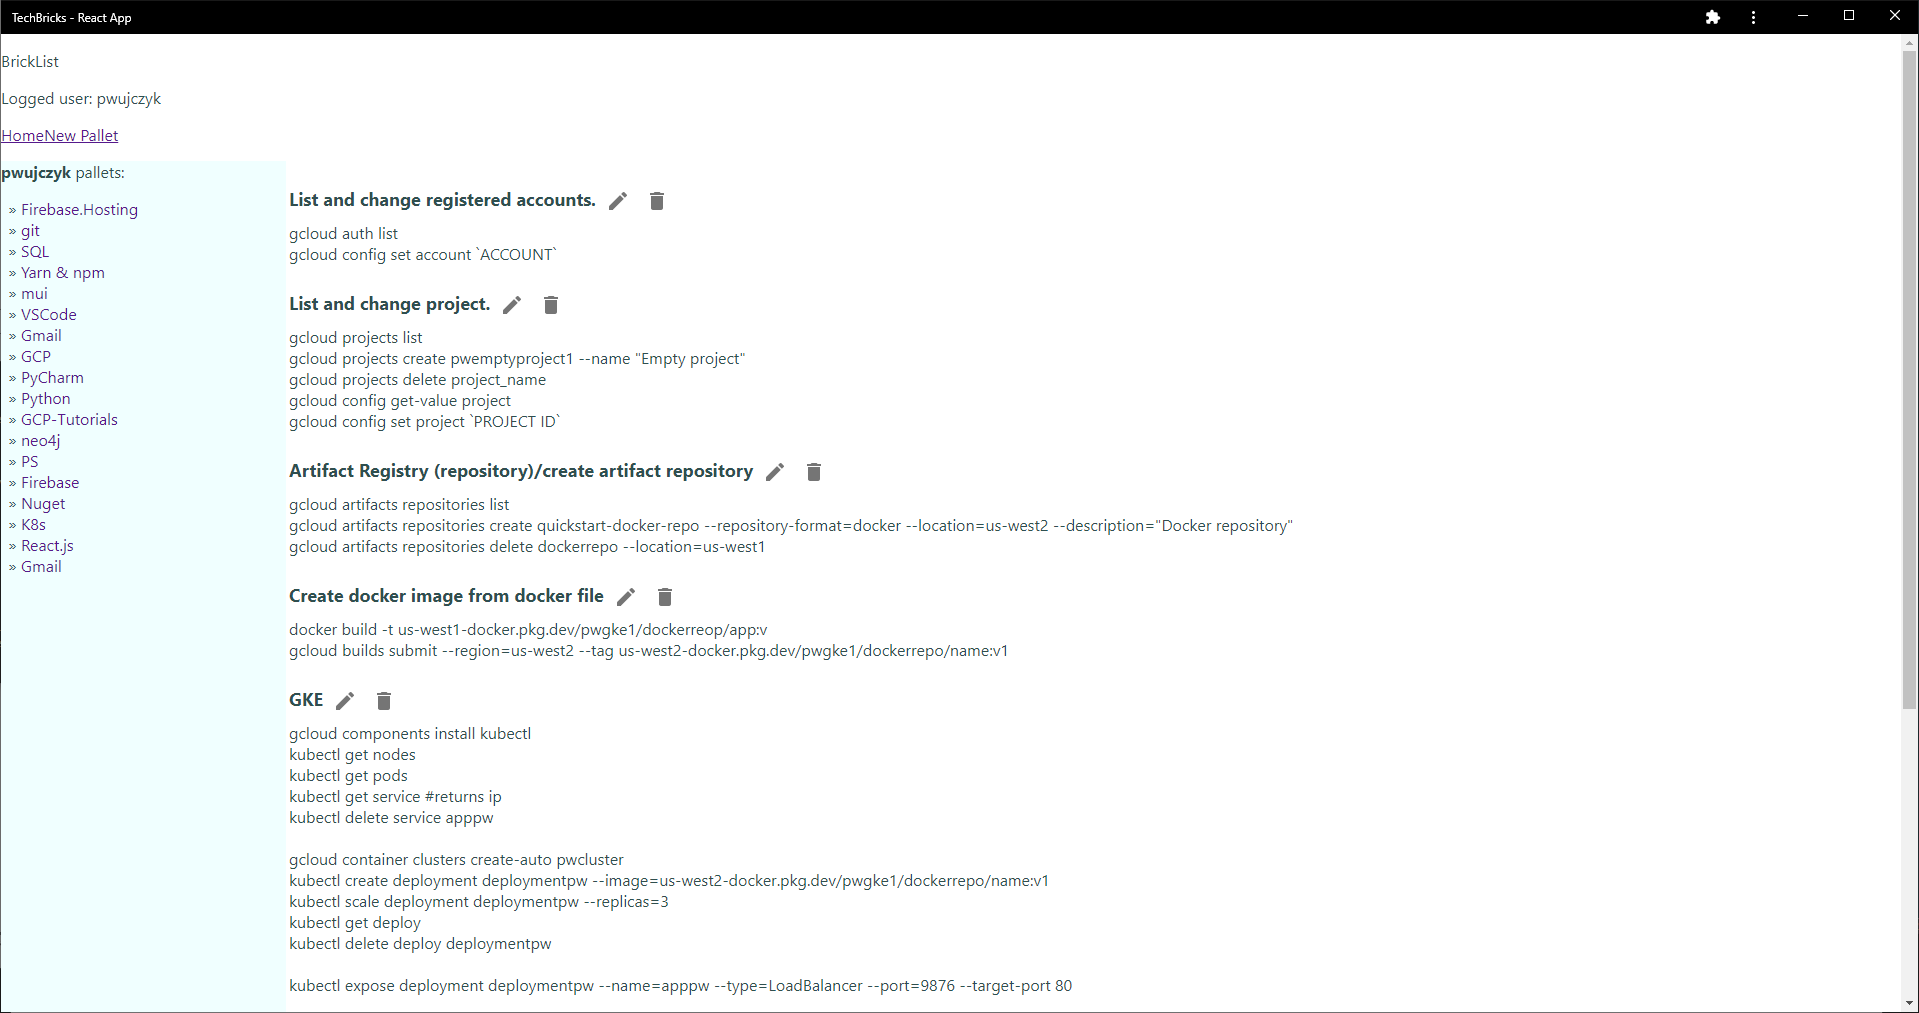 TechBricks - React App
BrickList
Logged user: pwujczyk
HomeNew Pallet
pwujczyk pallets:
» Firebase.Hosting
» git
» SQL
» Yarn & npm
» mui
» VSCode
» Gmail
» GCP
» PyCharm
» Python
» GCP-Tutorials
» neo4j
» PS
» Firebase
» Nuget
» K8s
» React.js
» Gmail
List and change registered accounts.
gcloud auth list
gcloud config set account `ACCOUNT`
List and change project.
gcloud projects list
gcloud projects create pwemptyproject1 --name "Empty project"
gcloud projects delete project_name
gcloud config get-value project
gcloud config set project `PROJECT ID`
Artifact Registry (repository)/create artifact repository
gcloud artifacts repositories list
gcloud artifacts repositories create quickstart-docker-repo --repository-format=docker --location=us-west2 --description="Docker repository"
gcloud artifacts repositories delete dockerrepo --location=us-west1
Create docker image from docker file
docker build -t us-west1-docker.pkg.dev/pwgke1/dockerreop/app:v
gcloud builds submit --region=us-west2 --tag us-west2-docker.pkg.dev/pwgke1/dockerrepo/name:v1
GKE
gcloud components install kubectl
kubectl get nodes
kubectl get pods
kubectl get service #returns ip
kubectl delete service apppw
gcloud container clusters create-auto pwcluster
kubectl create deployment deploymentpw --image=us-west2-docker.pkg.dev/pwgke1/dockerrepo/name:v1
kubectl scale deployment deploymentpw --replicas=3
kubectl get deploy
kubectl delete deploy deploymentpw
kubectl expose deployment deploymentpw --name=apppw --type=LoadBalancer --port=9876 --target-port 80